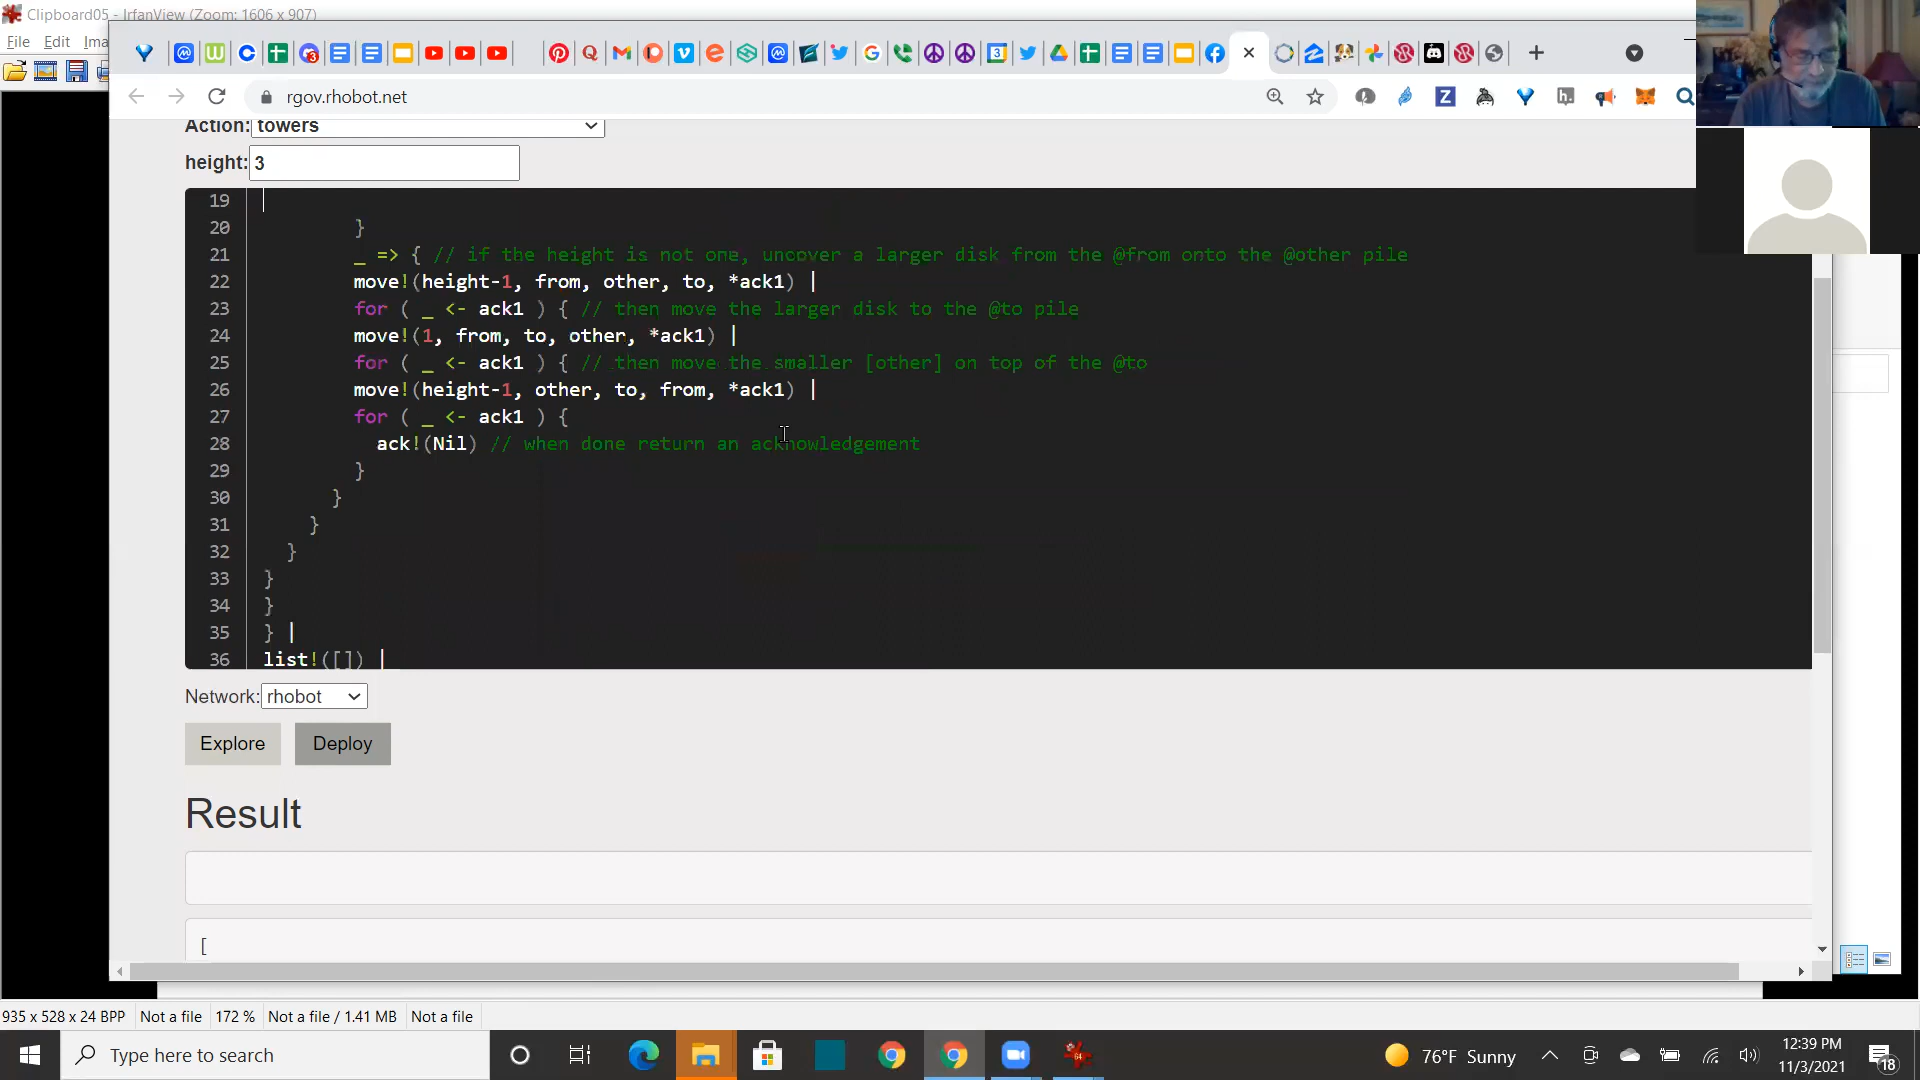 Clipboard05 - IrfanView (Zoom: 1606 x 907)
File Edit Ima
rgov.rhobot.net
Action: towers
height: 3
19
20 }
21 _ => { // if the height is not one, uncover a larger disk from the @from onto the @other pile
22 move!(height-1, from, other, to, *ack1) |
23 for ( _ <- ack1 ) { // then move the larger disk to the @to pile
24 move!(1, from, to, other, *ack1) |
25 for ( _ <- ack1 ) { // then move the smaller [other] on top of the @to
26 move!(height-1, other, to, from, *ack1) |
27 for ( _ <- ack1 ) {
28 ack!(Nil) // when done return an acknowledgement
29 }
30 }
31 }
32 }
33 }
34 }
35 } |
36 list!([]) |
Network: rhobot
Explore Deploy
Result
[
935 x 528 x 24 BPP Not a file 172 % Not a file / 1.41 MB Not a file
Type here to search
76°F Sunny
12:39 PM
11/3/2021
18